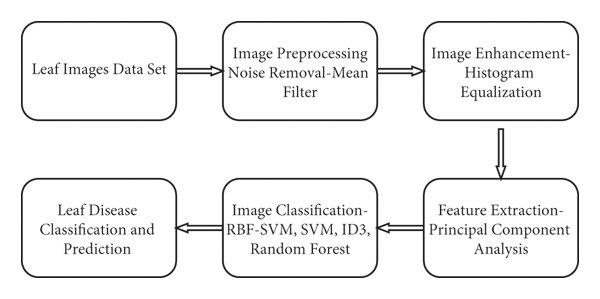 Leaf Images Data Set
Image Preprocessing
Noise Removal-Mean
Filter
Image Enhancement-
Histogram
Equalization
Feature Extraction-
Principal Component
Analysis
Image Classification-
RBF-SVM, SVM, ID3,
Random Forest
Leaf Disease
Classification and
Prediction